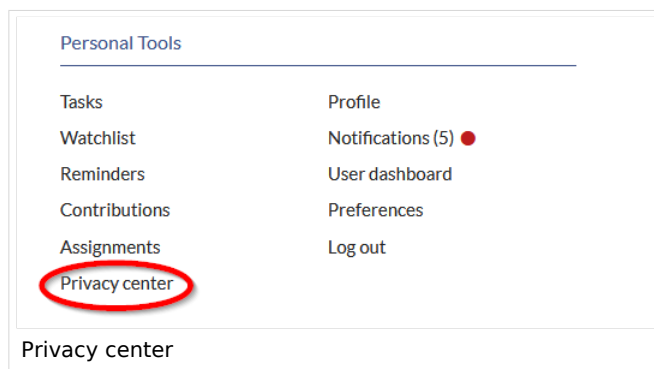 Personal Tools
Tasks
Profile
Watchlist
Notifications (5)
Reminders
User dashboard
Contributions
Preferences
Assignments
Log out
Privacy center
Privacy center